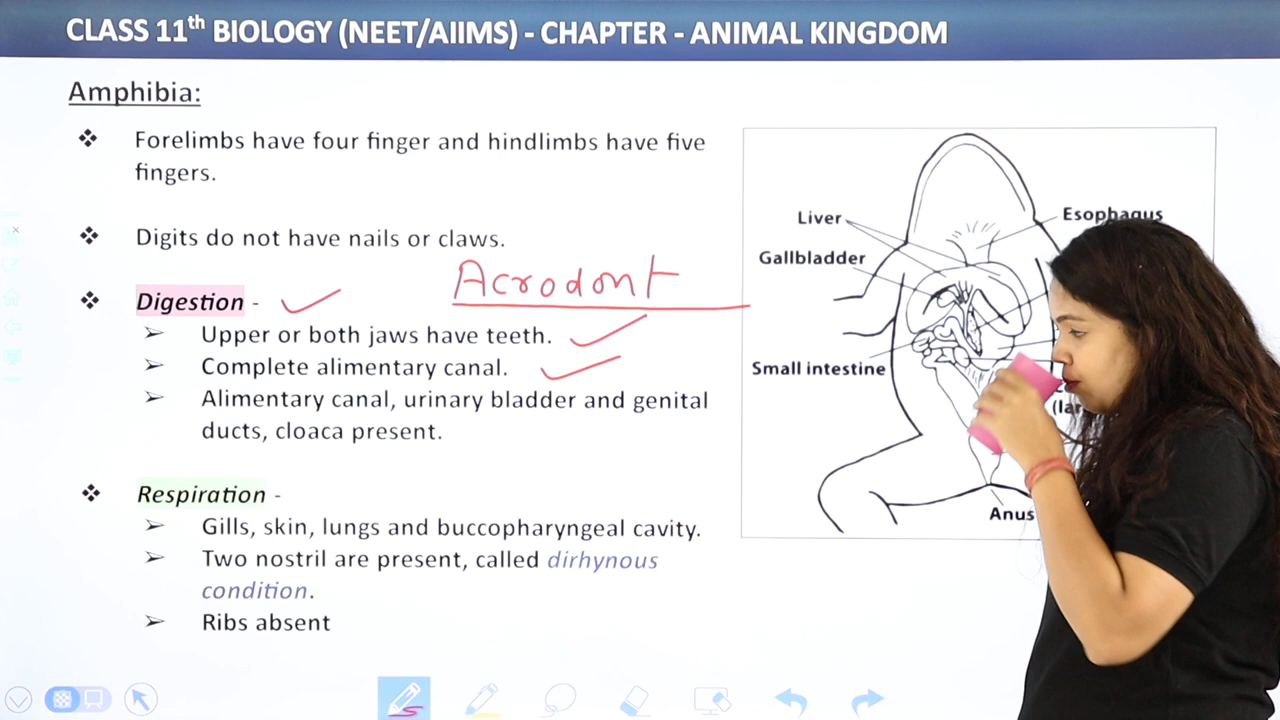 CLASS 11th BIOLOGY (NEET/AIIMS) - CHAPTER - ANIMAL KINGDOM
Amphibia:
❖ Forelimbs have four finger and hindlimbs have five
fingers.
❖ Digits do not have nails or claws.
Acrodont
❖ Digestion -
➢ Upper or both jaws have teeth.
➢ Complete alimentary canal.
➢ Alimentary canal, urinary bladder and genital
ducts, cloaca present.
❖ Respiration -
➢ Gills, skin, lungs and buccopharyngeal cavity.
➢ Two nostril are present, called dirhynous
condition.
➢ Ribs absent
Liver
Esophagus
Gallbladder
Small intestine
Anus